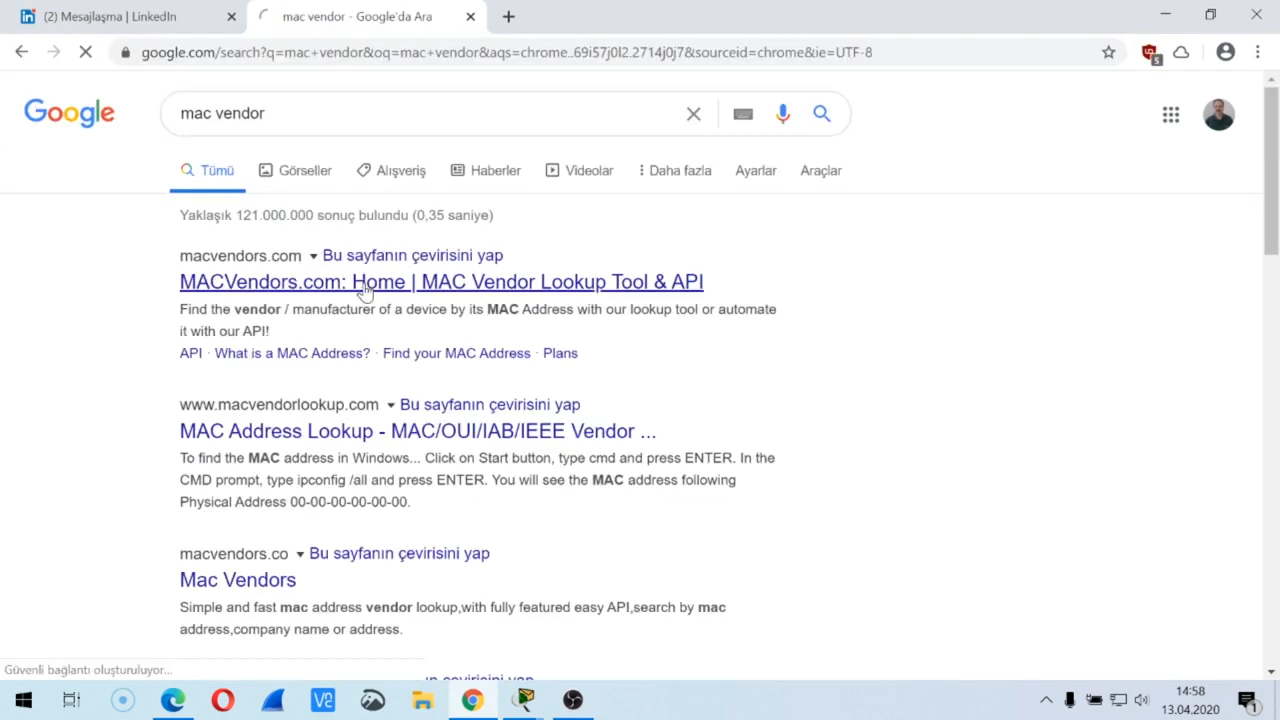 (2) Mesajlaşma | LinkedIn
mac vendor - Google'da Ara
google.com/search?q=mac+vendor&oq=mac+vendor&aqs=chrome..69i57j0l2.2714j0j7&sourceid=chrome&ie=UTF-8
5
Google
mac vendor
Tümü
Görseller
Alışveriş
Haberler
Videolar
Daha fazla
Ayarlar
Araçlar
Yaklaşık 121.000.000 sonuç bulundu (0,35 saniye)
macvendors.com ▾ Bu sayfanın çevirisini yap
MACVendors.com: Home | MAC Vendor Lookup Tool & API
Find the vendor / manufacturer of a device by its MAC Address with our lookup tool or automate
it with our API!
API · What is a MAC Address? · Find your MAC Address · Plans
www.macvendorlookup.com ▾ Bu sayfanın çevirisini yap
MAC Address Lookup - MAC/OUI/IAB/IEEE Vendor ...
To find the MAC address in Windows... Click on Start button, type cmd and press ENTER. In the
CMD prompt, type ipconfig /all and press ENTER. You will see the MAC address following
Physical Address 00-00-00-00-00-00.
macvendors.co ▾ Bu sayfanın çevirisini yap
Mac Vendors
Simple and fast mac address vendor lookup,with fully featured easy API,search by mac
address,company name or address.
Güvenli bağlantı oluşturuluyor...
çevirisini yap
14:58
13.04.2020
1